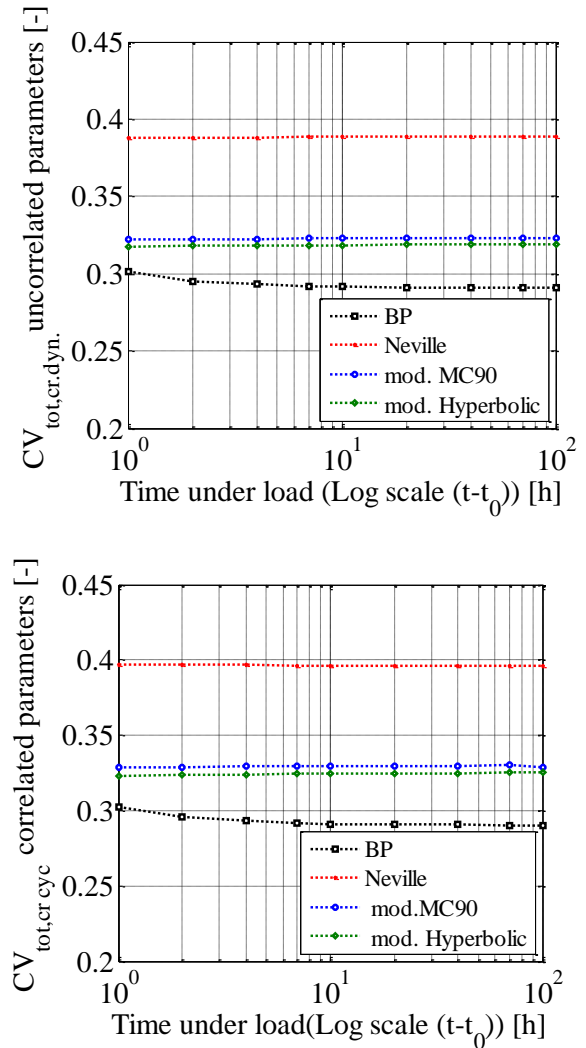 CV tot,cr.dyn. uncorrelated parameters [-]
0.45
0.4
0.35
0.3
0.25
0.2
BP
Neville
mod. MC90
mod. Hyperbolic
10^0
10^1
10^2
Time under load (Log scale (t-t_0)) [h]
CV tot,cr cyc correlated parameters [-]
0.45
0.4
0.35
0.3
0.25
0.2
BP
Neville
mod.MC90
mod. Hyperbolic
10^0
10^1
10^2
Time under load(Log scale (t-t_0)) [h]